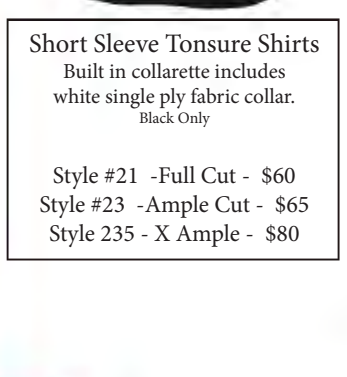 Short Sleeve Tonsure Shirts
Built in collarette includes
white single ply fabric collar.
Black Only
Style #21 -Full Cut - $60
Style #23 -Ample Cut - $65
Style 235 - X Ample - $80